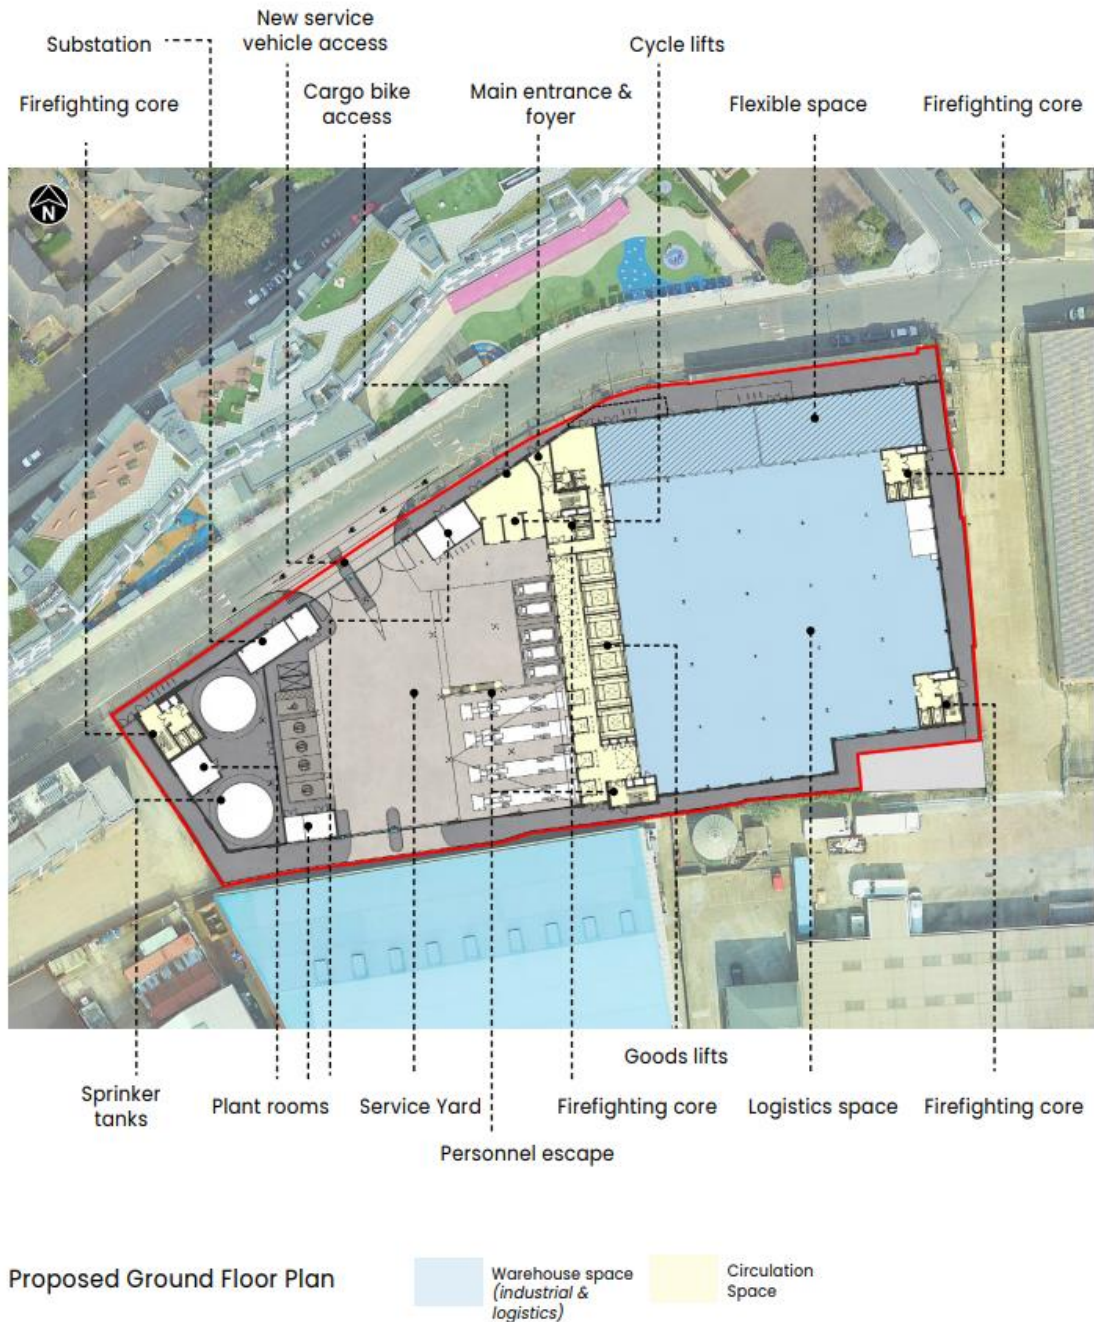 New service
vehicle access
Substation
Cycle lifts
Firefighting core
Cargo bike
access
Main entrance &
foyer
Flexible space
Firefighting core
N
Goods lifts
Sprinker
tanks
Plant rooms
Service Yard
Firefighting core
Logistics space
Firefighting core
Personnel escape
Proposed Ground Floor Plan
Warehouse space
(industrial &
logistics)
Circulation
Space